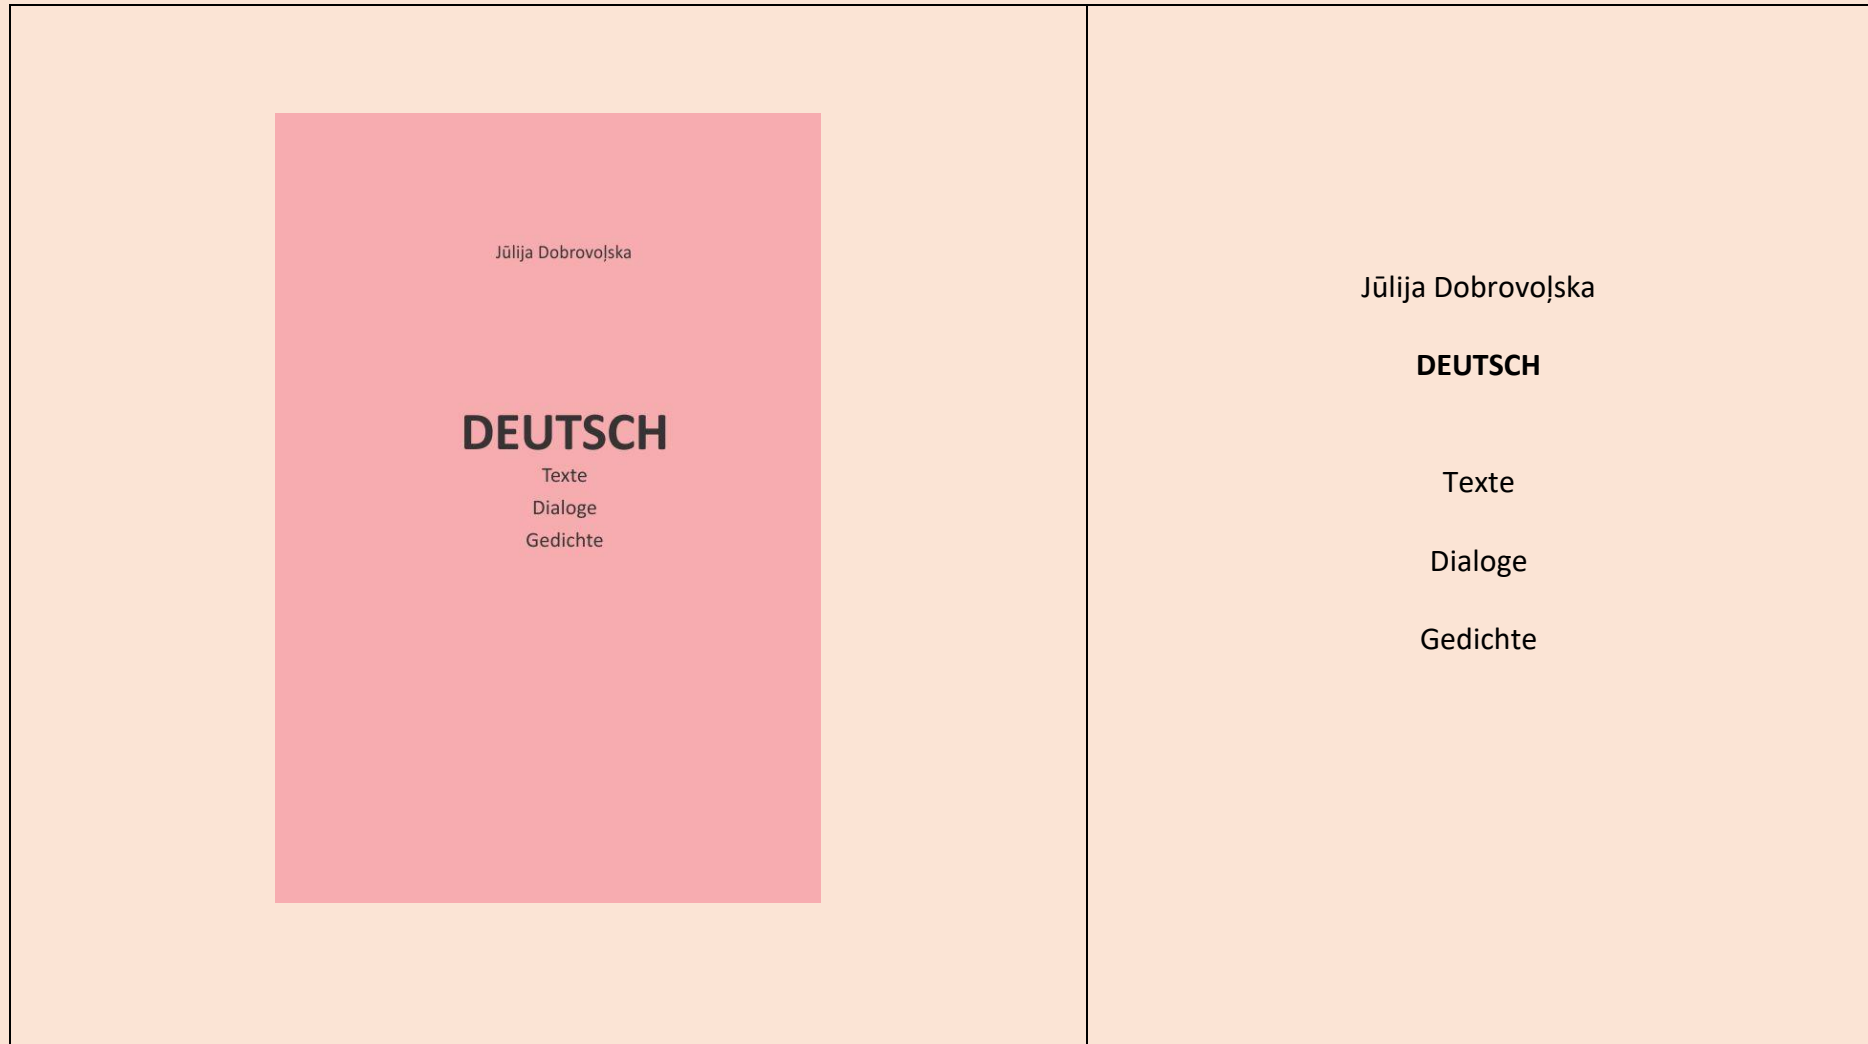 Jūlija Dobrovoļska
DEUTSCH
Texte
Dialoge
Gedichte
Jūlija Dobrovoļska
DEUTSCH
Texte
Dialoge
Gedichte